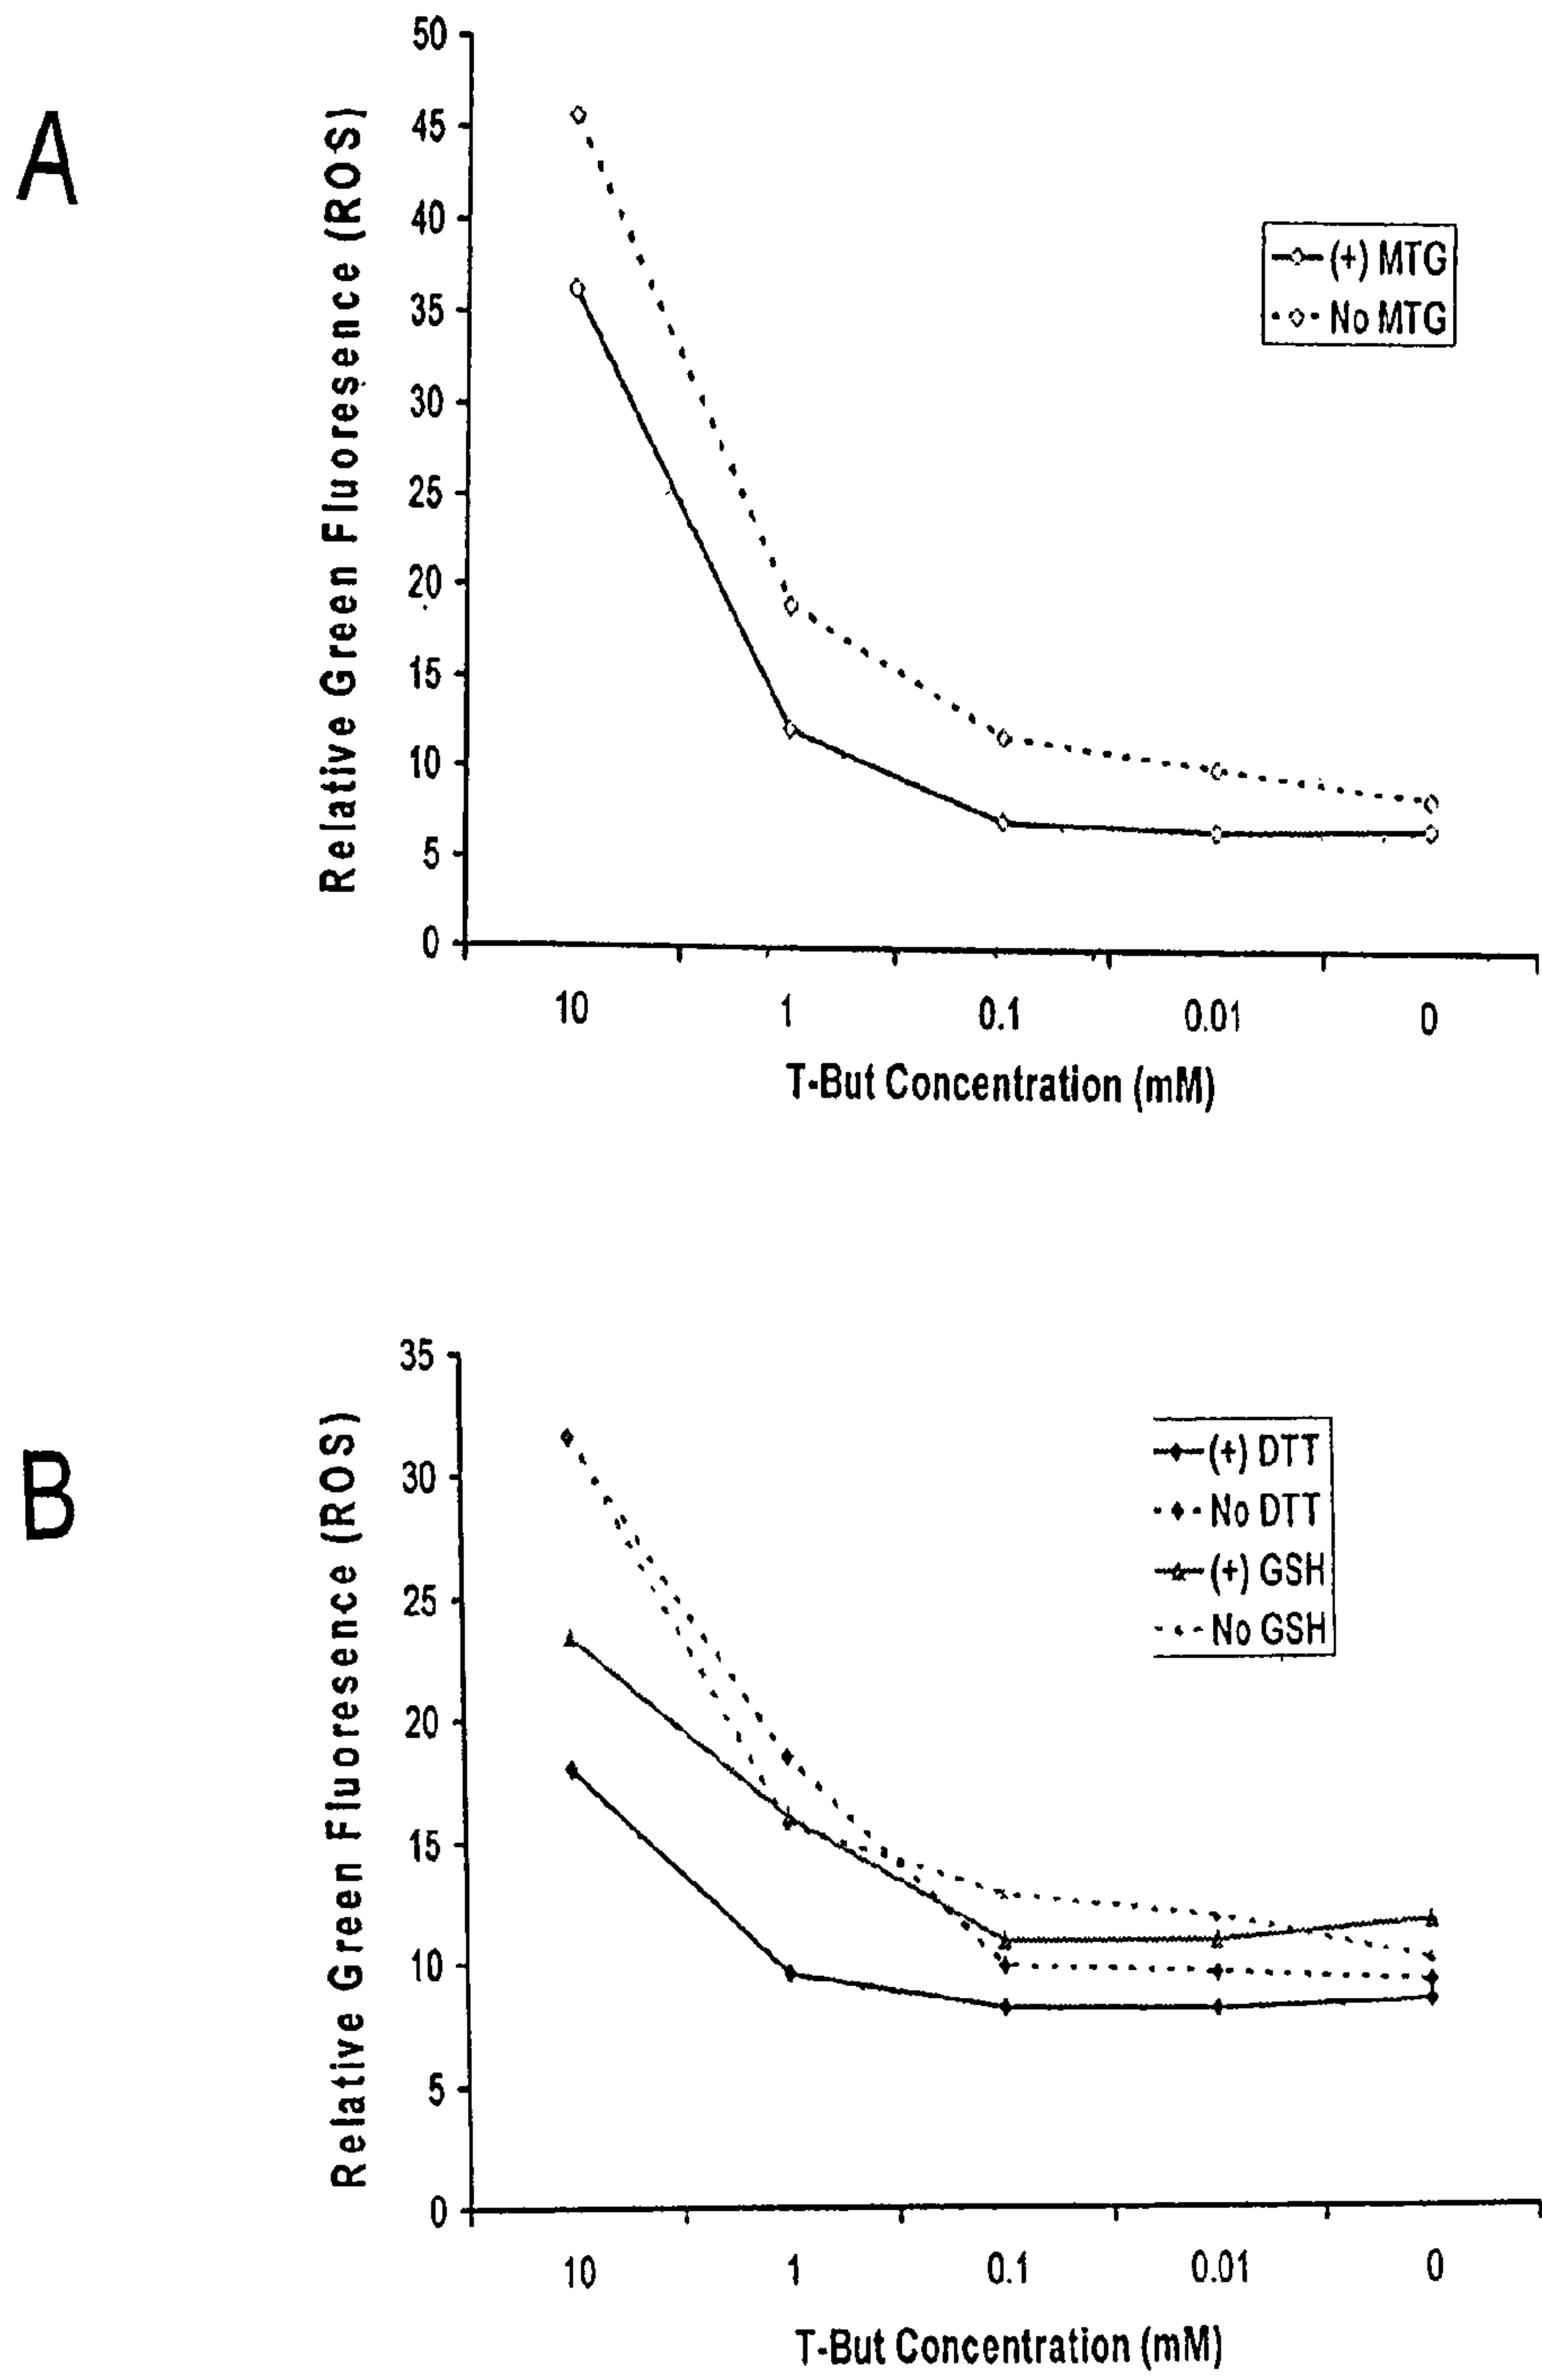 A
50
45
40
35
30
25
20
15
10
5
0
Relative Green Fluoresence (ROS)
(+) MTG
No MTG
10 1 0.1 0.01 0
T-But Concentration (mM)
B
35
30
25
20
15
10
5
0
Relative Green Fluoresence (ROS)
(+) DTT
No DTT
(+) GSH
No GSH
10 1 0.1 0.01 0
T-But Concentration (mM)